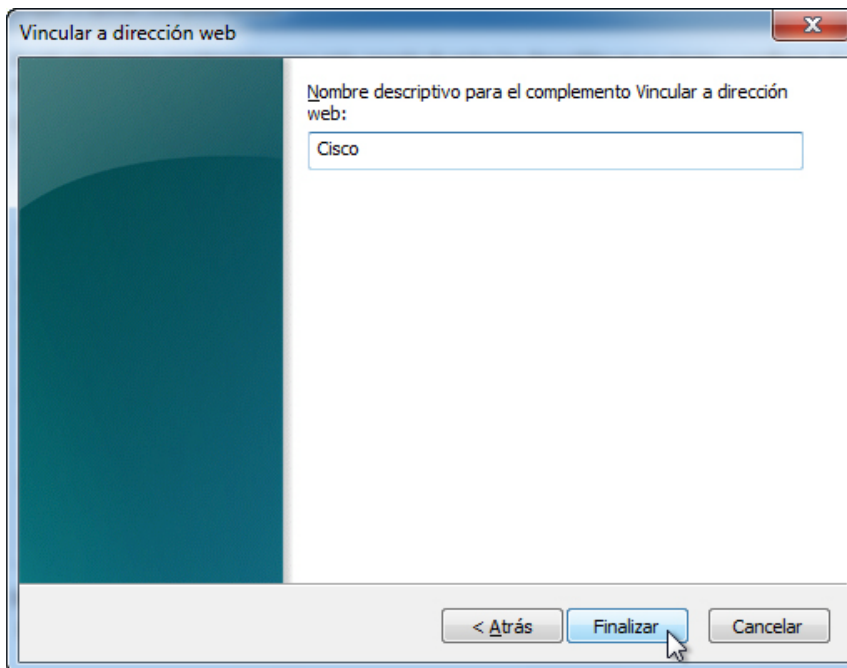 Vincular a dirección web
Nombre descriptivo para el complemento Vincular a dirección
web:
Cisco
< Atrás
Finalizar
Cancelar